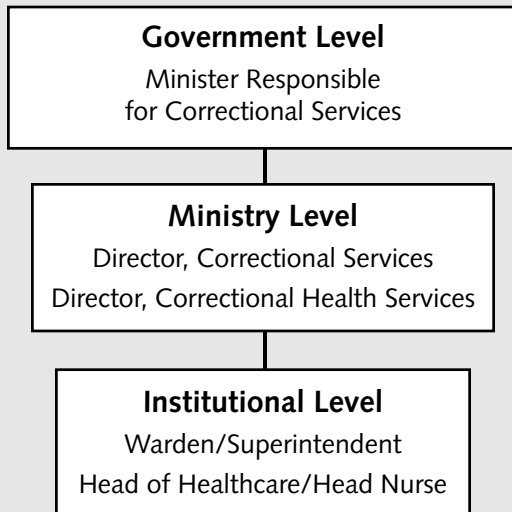 Government Level
Minister Responsible
for Correctional Services
Ministry Level
Director, Correctional Services
Director, Correctional Health Services
Institutional Level
Warden/Superintendent
Head of Healthcare/Head Nurse